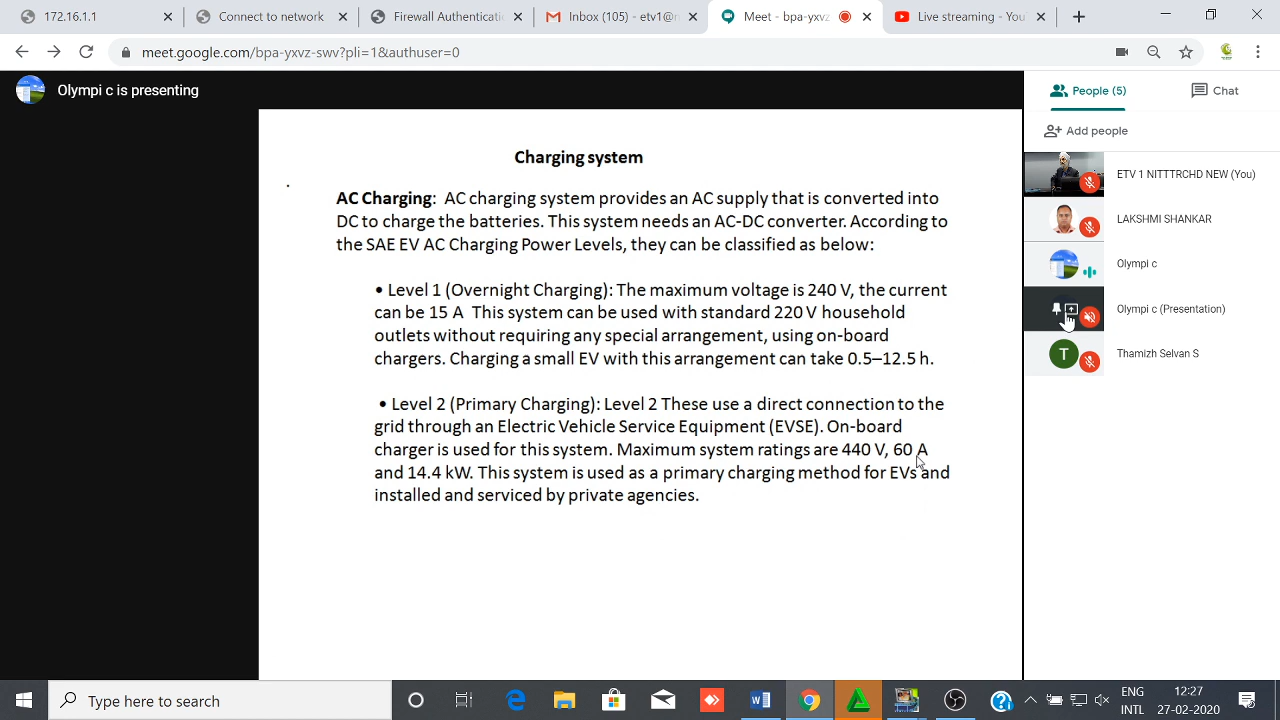 172.16.1.1
Connect to network
Firewall Authenticati
Inbox (105) - etv1@n
Meet - bpa-yxvz
Live streaming - You
meet.google.com/bpa-yxvz-swv?pli=1&authuser=0
Olympi c is presenting
People (5)
Chat
Add people
ETV 1 NITTTRCHD NEW (You)
LAKSHMI SHANKAR
Olympi c
Olympi c (Presentation)
T
Thamizh Selvan S
Charging system
AC Charging: AC charging system provides an AC supply that is converted into
DC to charge the batteries. This system needs an AC-DC converter. According to
the SAE EV AC Charging Power Levels, they can be classified as below:
• Level 1 (Overnight Charging): The maximum voltage is 240 V, the current
can be 15 A This system can be used with standard 220 V household
outlets without requiring any special arrangement, using on-board
chargers. Charging a small EV with this arrangement can take 0.5–12.5 h.
• Level 2 (Primary Charging): Level 2 These use a direct connection to the
grid through an Electric Vehicle Service Equipment (EVSE). On-board
charger is used for this system. Maximum system ratings are 440 V, 60 A
and 14.4 kW. This system is used as a primary charging method for EVs and
installed and serviced by private agencies.
Type here to search
ENG
INTL
12:27
27-02-2020